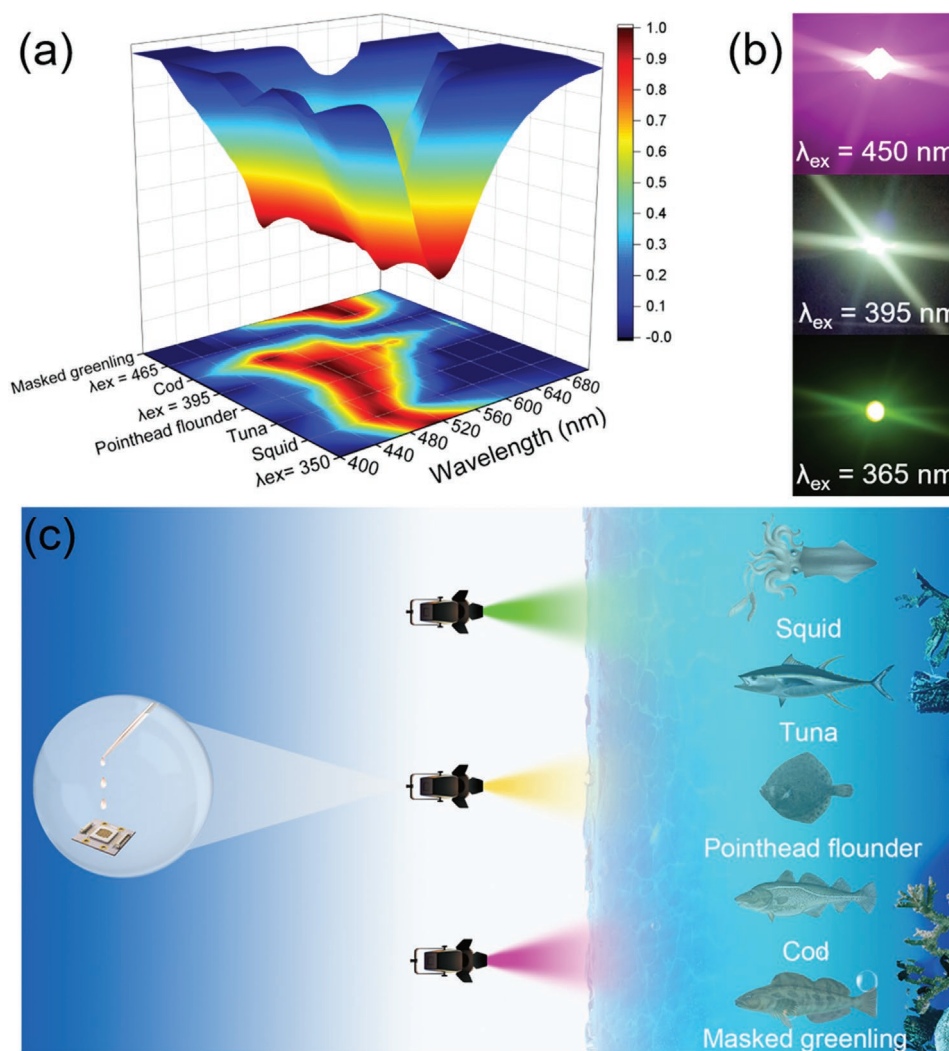 (a)
1.0
0.9
0.8
0.7
0.6
0.5
0.4
0.3
0.2
0.1
-0.0
Masked greenling
λex = 465
Cod
λex = 395
Pointhead flounder
Tuna
Squid
λex= 350
400
440
480
520
560
600
640
680
Wavelength (nm)
(b)
λex = 450 nm
λex = 395 nm
λex = 365 nm
(c)
Squid
Tuna
Pointhead flounder
Cod
Masked greenling